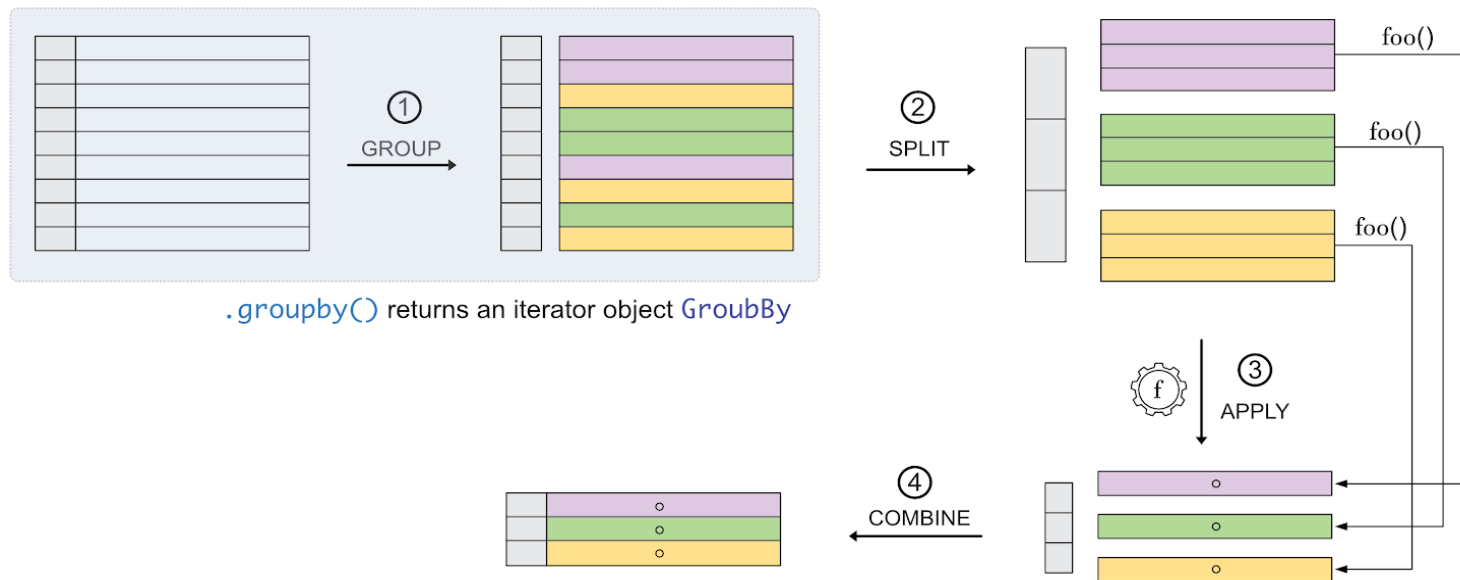 1
GROUP
2
SPLIT
foo()
foo()
foo()
.groupby() returns an iterator object GroubBy
f
3
APPLY
4
COMBINE